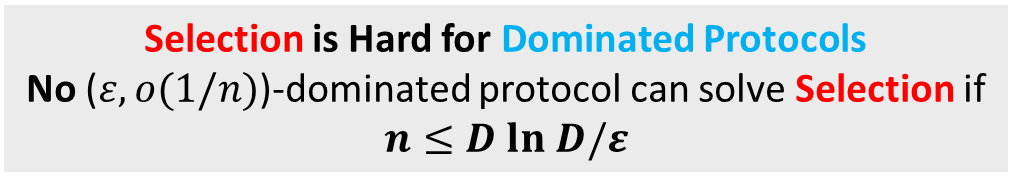 Selection is Hard for Dominated Protocols
No (ε, o(1/n))-dominated protocol can solve Selection if
n ≤ D ln D/ε